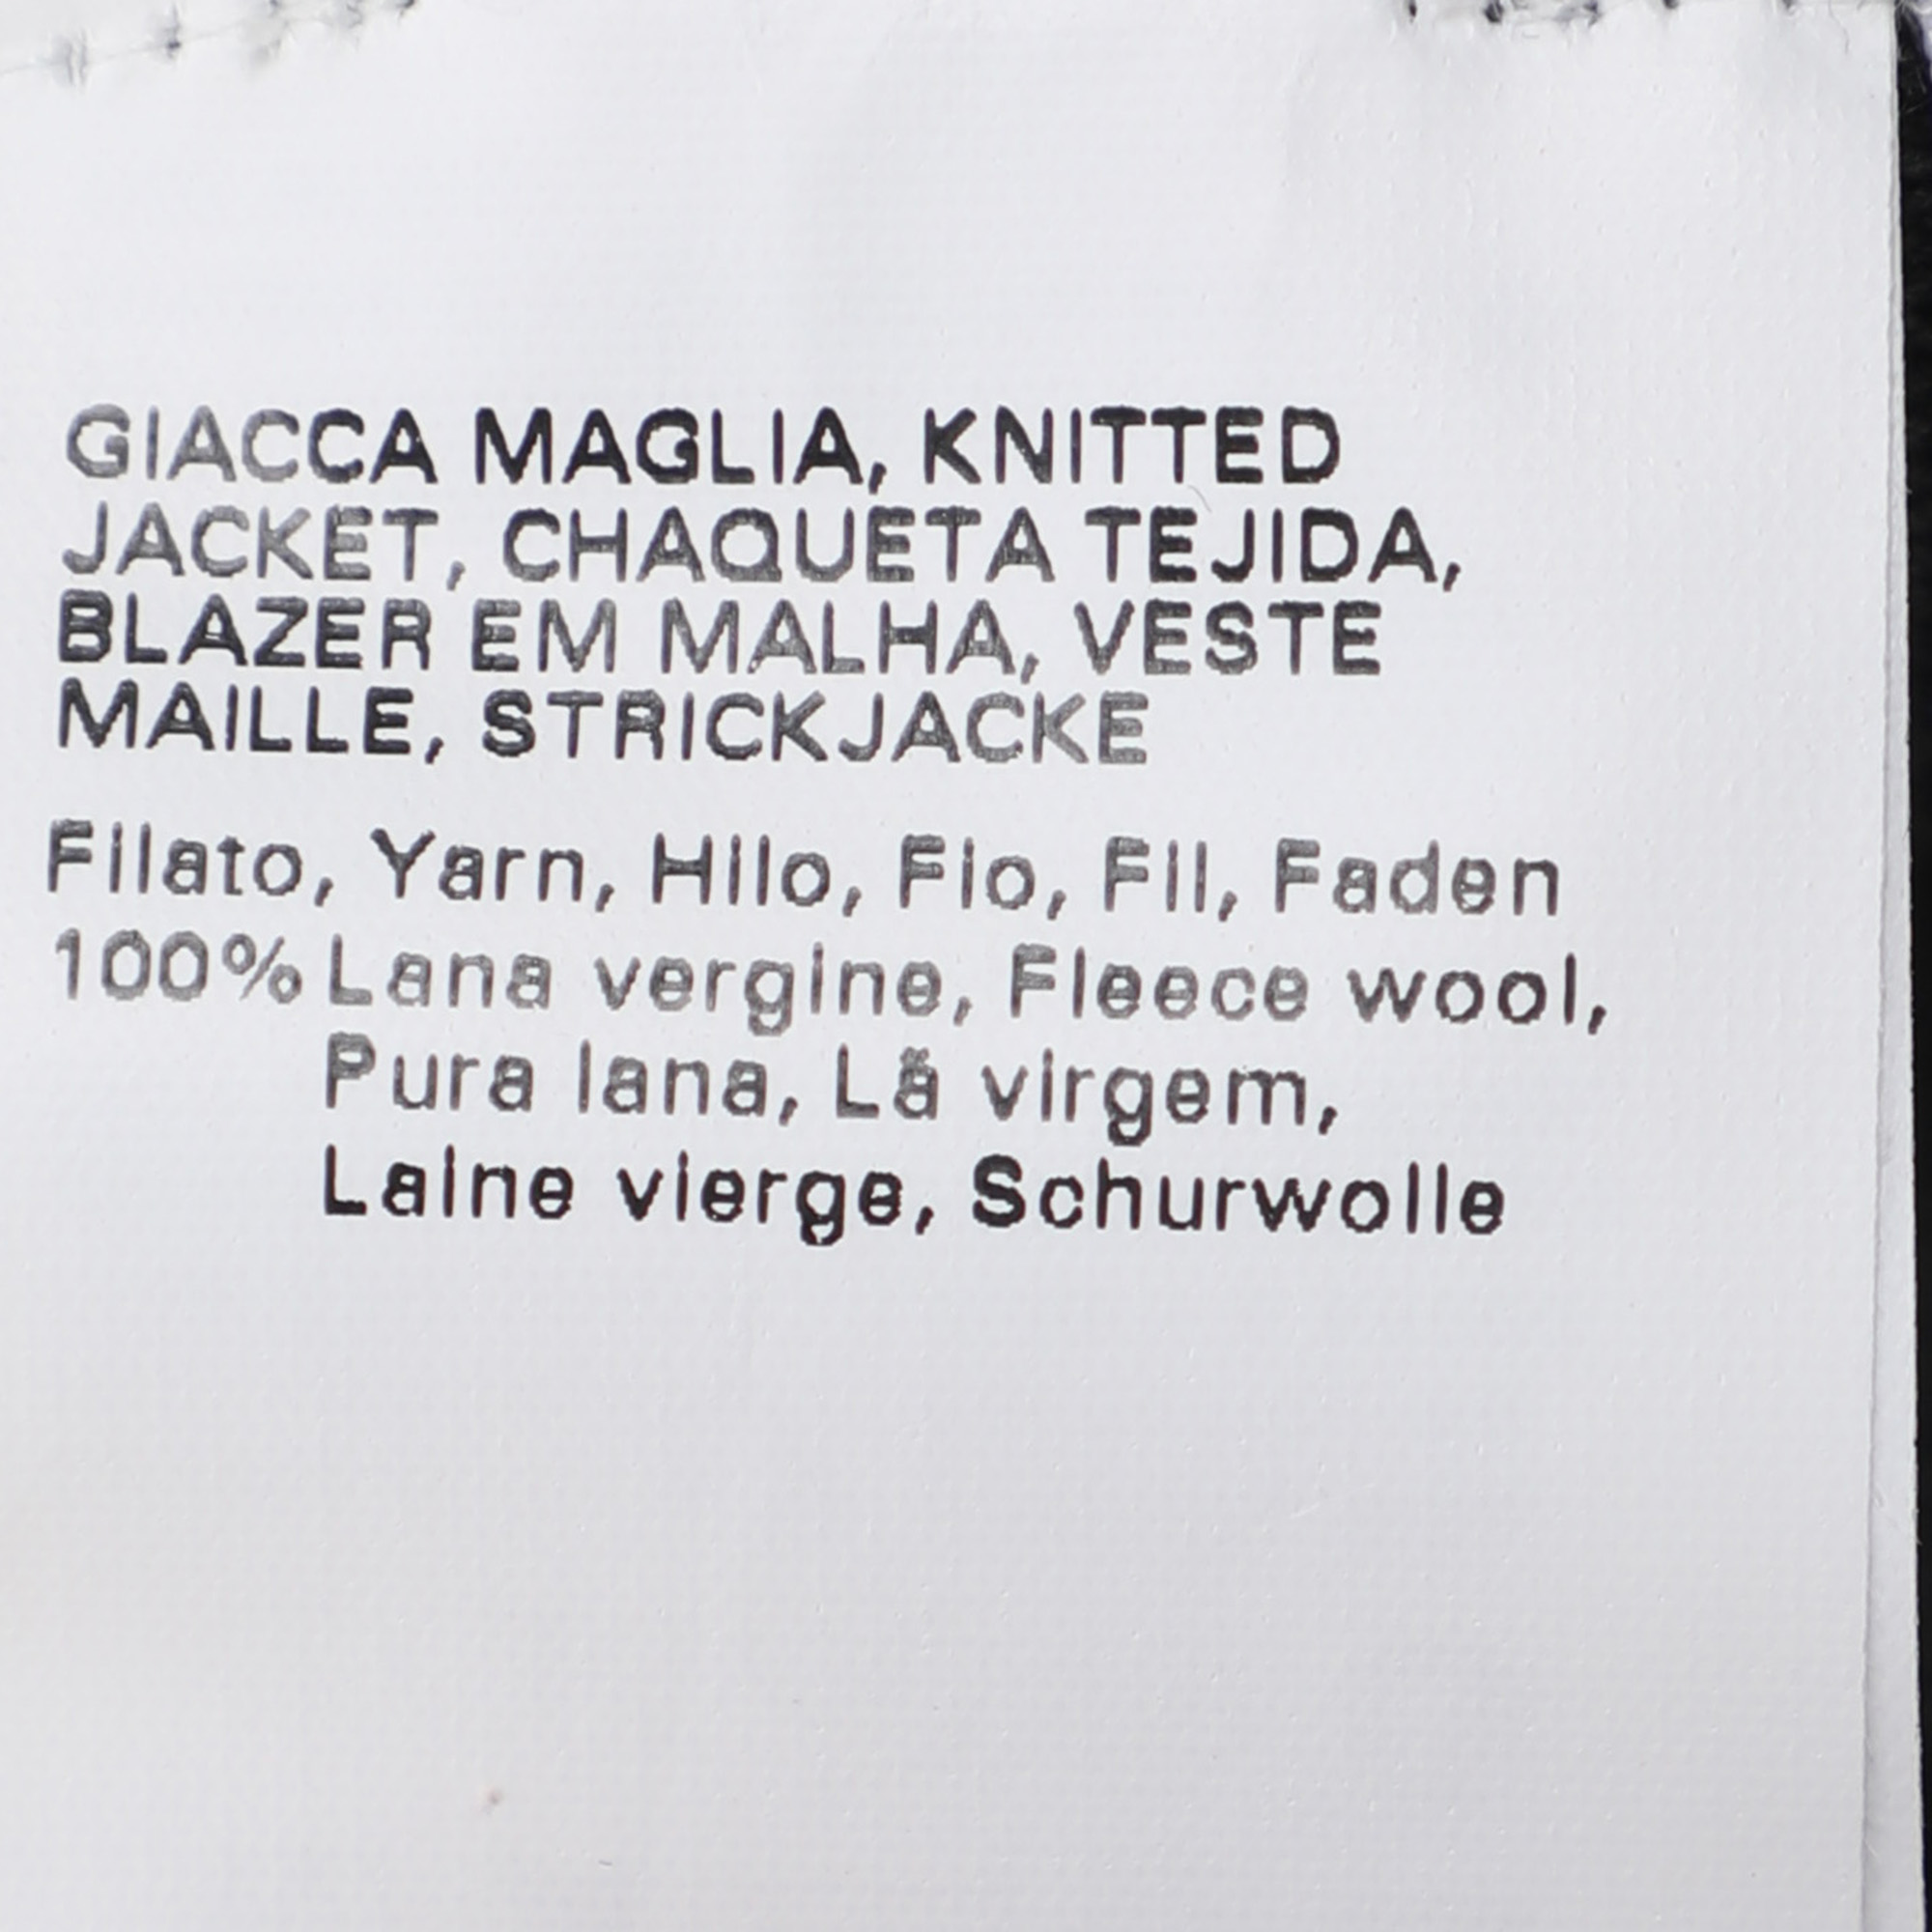 GIACCA MAGLIA, KNITTED
JACKET, CHAQUETA TEJIDA,
BLAZER EM MALHA, VESTE
MAILLE, STRICKJACKE
Filato, Yarn, Hilo, Fio, Fil, Faden
100% Lana vergine, Fleece wool,
Pura lana, Lã virgem,
Laine vierge, Schurwolle